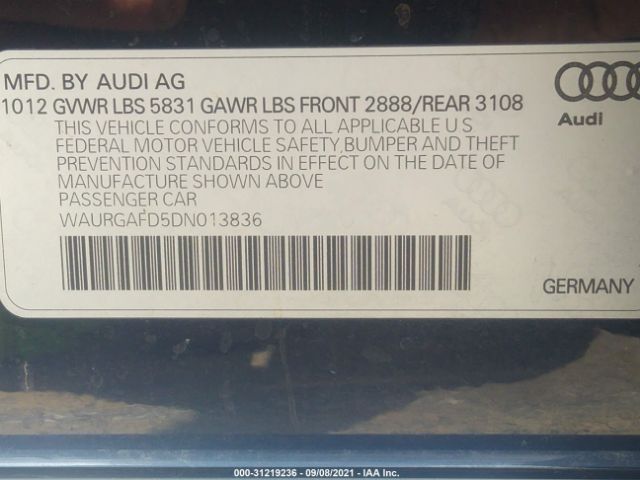 MFD. BY AUDI AG
1012 GVWR LBS 5831 GAWR LBS FRONT 2888/REAR 3108
THIS VEHICLE CONFORMS TO ALL APPLICABLE U S
FEDERAL MOTOR VEHICLE SAFETY,BUMPER AND THEFT
PREVENTION STANDARDS IN EFFECT ON THE DATE OF
MANUFACTURE SHOWN ABOVE
PASSENGER CAR
WAURGAFD5DN013836
Audi
GERMANY
000-31219236 - 09/08/2021 - IAA Inc.